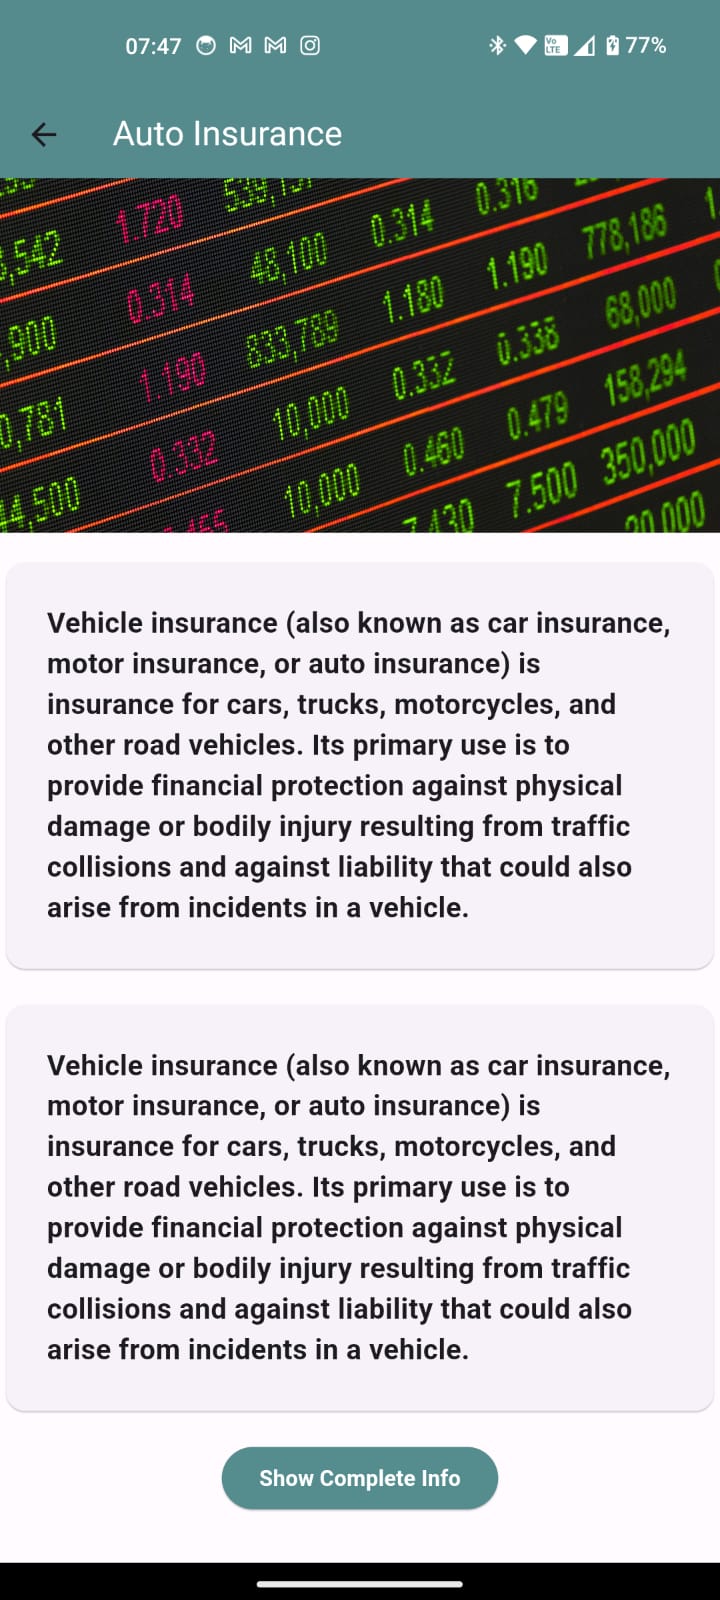 07:47 Vo LTE 77%
Auto Insurance
1.720
3,542 0.314 48,100 0.314 0.316
,900 1.190 833,789 1.180 1.190 778,186
0,781 0.332 10,000 0.332 0.338 68,000
44,500 10,000 0.460 0.479 158,294
7.500 350,000
Vehicle insurance (also known as car insurance,
motor insurance, or auto insurance) is
insurance for cars, trucks, motorcycles, and
other road vehicles. Its primary use is to
provide financial protection against physical
damage or bodily injury resulting from traffic
collisions and against liability that could also
arise from incidents in a vehicle.
Vehicle insurance (also known as car insurance,
motor insurance, or auto insurance) is
insurance for cars, trucks, motorcycles, and
other road vehicles. Its primary use is to
provide financial protection against physical
damage or bodily injury resulting from traffic
collisions and against liability that could also
arise from incidents in a vehicle.
Show Complete Info